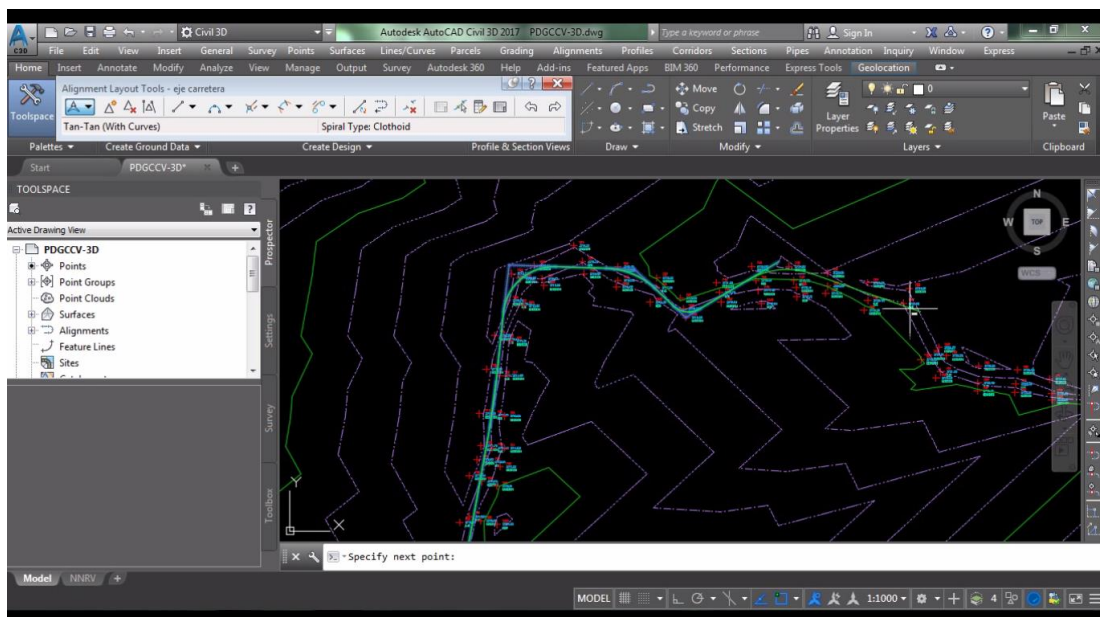 Civil 3D
Autodesk AutoCAD Civil 3D 2017 PDGCCV-3D.dwg
Type a keyword or phrase
Sign In
C3D
File Edit View Insert General Survey Points Surfaces Lines/Curves Parcels Grading Alignments Profiles Corridors Sections Pipes Annotation Inquiry Window Express
Home Insert Annotate Modify Analyze View Manage Output Survey Autodesk 360 Help Add-ins Featured Apps BIM 360 Performance Express Tools Geolocation
Toolspace
Alignment Layout Tools - eje carretera
Tan-Tan (With Curves)
Spiral Type: Clothoid
Move
Copy
Stretch
Layer
Properties
0
Paste
Palettes
Create Ground Data
Create Design
Profile & Section Views
Draw
Modify
Layers
Clipboard
Start
PDGCCV-3D*
TOOLSPACE
Active Drawing View
PDGCCV-3D
Points
Point Groups
Point Clouds
Surfaces
Alignments
Feature Lines
Sites
Prospector
Settings
Survey
Toolbox
N
W
TOP
E
S
WCS
Y
X
Specify next point:
Model
NNRV
MODEL
1:1000
4